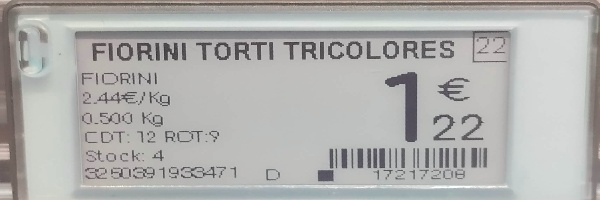 FIORINI TORTI TRICOLORES 22
FIORINI
2.44€/Kg
0.500 Kg
CDT: 12 ROT:9
Stock: 4
3260391933471 D
1 € 22
17217208